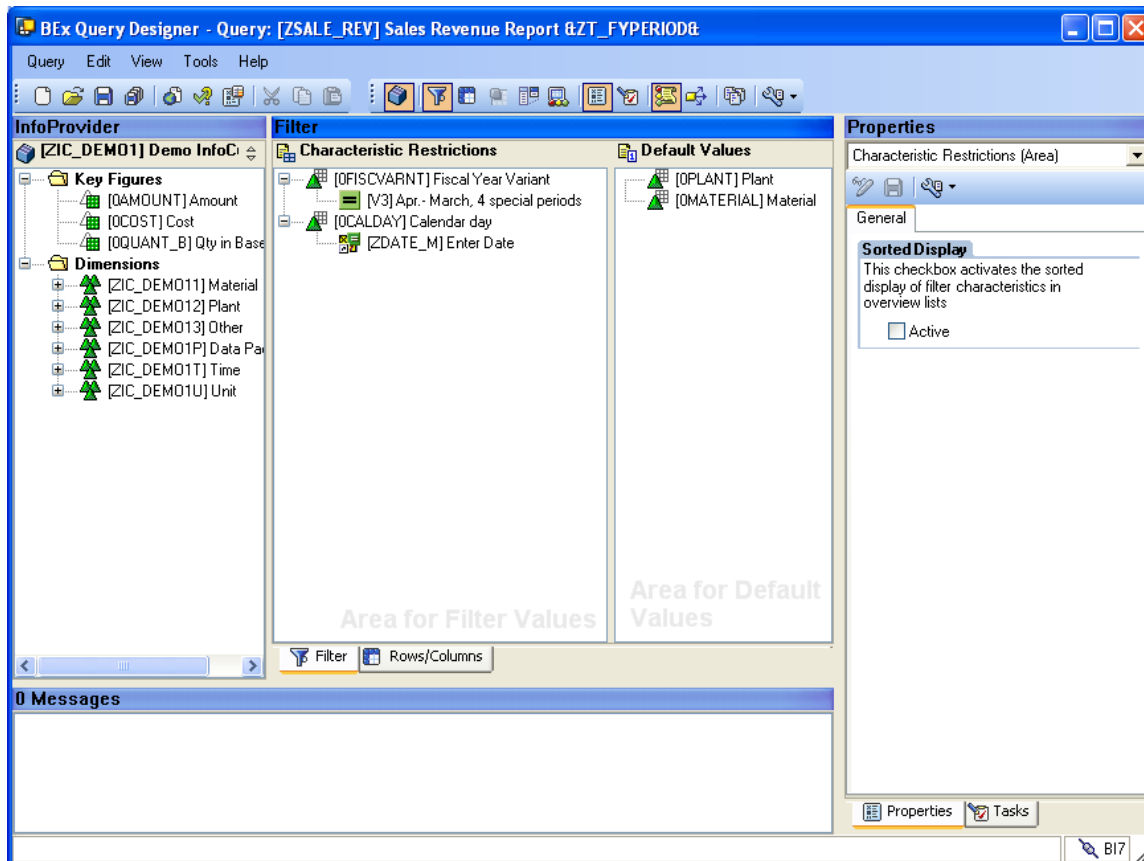 BEx Query Designer - Query: [ZSALE_REV] Sales Revenue Report &ZT_FYPERIOD&
Query Edit View Tools Help
InfoProvider
[ZIC_DEMO1] Demo InfoC
Key Figures
[0AMOUNT] Amount
[0COST] Cost
[0QUANT_B] Qty in Base
Dimensions
[ZIC_DEMO11] Material
[ZIC_DEMO12] Plant
[ZIC_DEMO13] Other
[ZIC_DEMO1P] Data Pa
[ZIC_DEMO1T] Time
[ZIC_DEMO1U] Unit
Filter
Characteristic Restrictions
[0FISCVARNT] Fiscal Year Variant
[V3] Apr.- March, 4 special periods
[0CALDAY] Calendar day
[ZDATE_M] Enter Date
Area for Filter Values
Default Values
[0PLANT] Plant
[0MATERIAL] Material
Area for Default
Values
Filter Rows/Columns
Properties
Characteristic Restrictions (Area)
General
Sorted Display
This checkbox activates the sorted
display of filter characteristics in
overview lists
Active
0 Messages
Properties Tasks
BI7